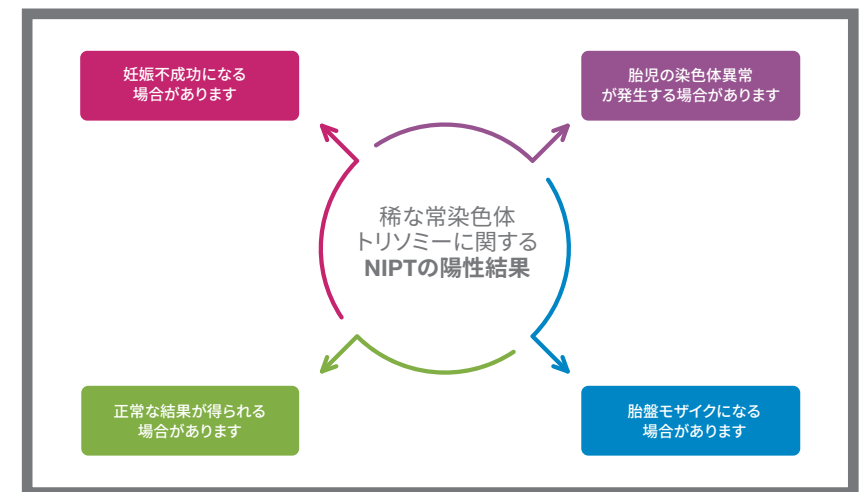 妊娠不成功になる
場合があります
胎児の染色体異常
が発生する場合があります
稀な常染色体
トリソミーに関する
NIPTの陽性結果
正常な結果が得られる
場合があります
胎盤モザイクになる
場合があります